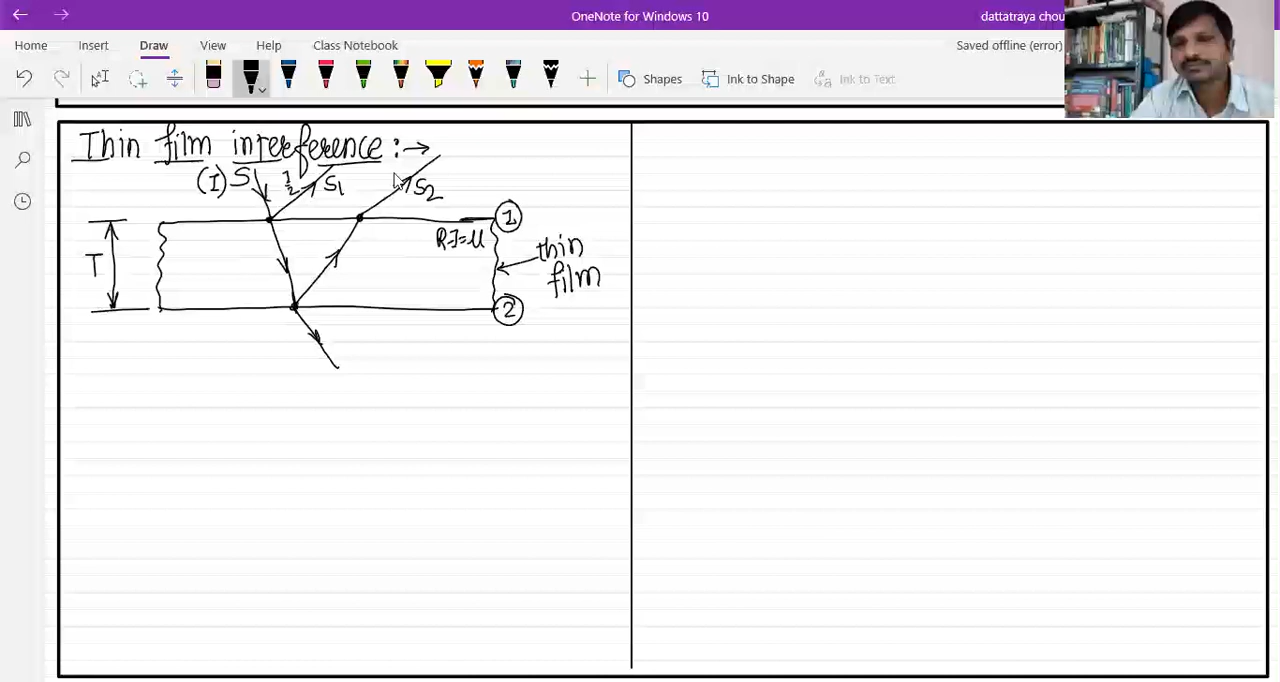 OneNote for Windows 10
dattatraya chou
Home Insert Draw View Help Class Notebook
Saved offline (error)
Shapes Ink to Shape Ink to Text
Thin film interference :→
(I) S I/2 S1 S2
1
R.I=μ
T
thin
film
2